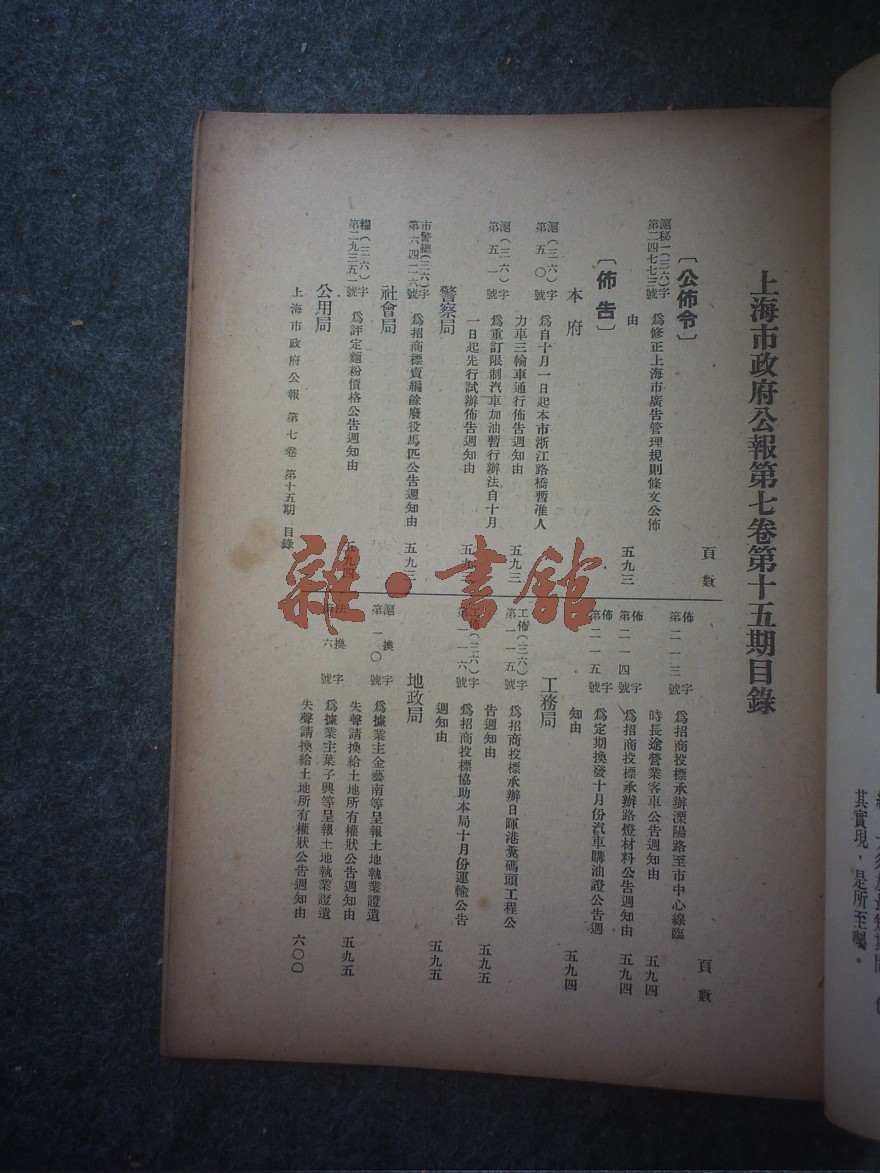 上海市政府公報第七卷第十五期目錄
頁數
〔公佈令〕
滬秘一(三六)字
第二四七七三號
為修正上海市廣告管理規則條文公佈
由
五九三
〔佈告〕
本府
滬(三六)字
第五〇號
為自十月一日起本市浙江路橋暫准人
力車三輪車通行佈告週知由
五九三
滬(三六)字
第五一號
為重訂限制汽車加油暫行辦法自十月
一日起先行試辦佈告週知由
五九三
警察局
市警總(三六)字
第六四二六號
為招商標賣編餘廢役馬匹公告週知由
五九三
社會局
糧(三六)字
第二九三五一號
為評定麵粉價格公告週知由
五九四
公用局
頁數
佈字
第二一三號
為招商投標承辦溧陽路至市中心線臨
時長途營業客車公告週知由
五九四
佈字
第二一四號
為招商投標承辦路燈材料公告週知由
五九四
佈字
第二一五號
為定期換發十月份汽車購油證公告週
知由
五九四
工務局
工佈(三六)字
第一一五號
為招商投標承辦日暉港糞碼頭工程公
告週知由
五九五
工佈(三六)字
第一一六號
為招商投標協助本局十月份運輸公告
週知由
五九五
地政局
滬換字
第一〇號
為據業主金藝南等呈報土地執業證遺
失聲請換給土地所有權狀公告週知由
五九五
法換字
六號
為據業主葉子興等呈報土地執業證遺
失聲請換給土地所有權狀公告週知由
六〇〇
上海市政府公報 第七卷 第十五期 目錄
其實現，是所至囑。
雜·書館